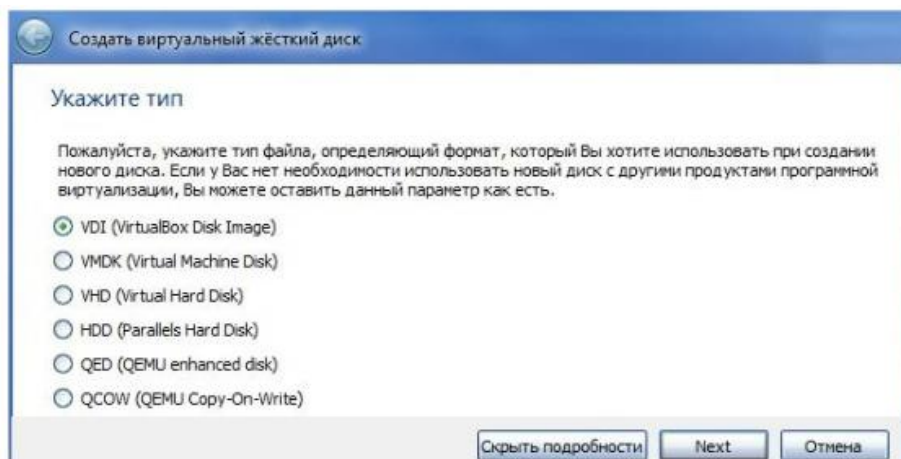 Создать виртуальный жёсткий диск
Укажите тип
Пожалуйста, укажите тип файла, определяющий формат, который Вы хотите использовать при создании
нового диска. Если у Вас нет необходимости использовать новый диск с другими продуктами программной
виртуализации, Вы можете оставить данный параметр как есть.
VDI (VirtualBox Disk Image)
VMDK (Virtual Machine Disk)
VHD (Virtual Hard Disk)
HDD (Parallels Hard Disk)
QED (QEMU enhanced disk)
QCOW (QEMU Copy-On-Write)
Скрыть подробности Next Отмена